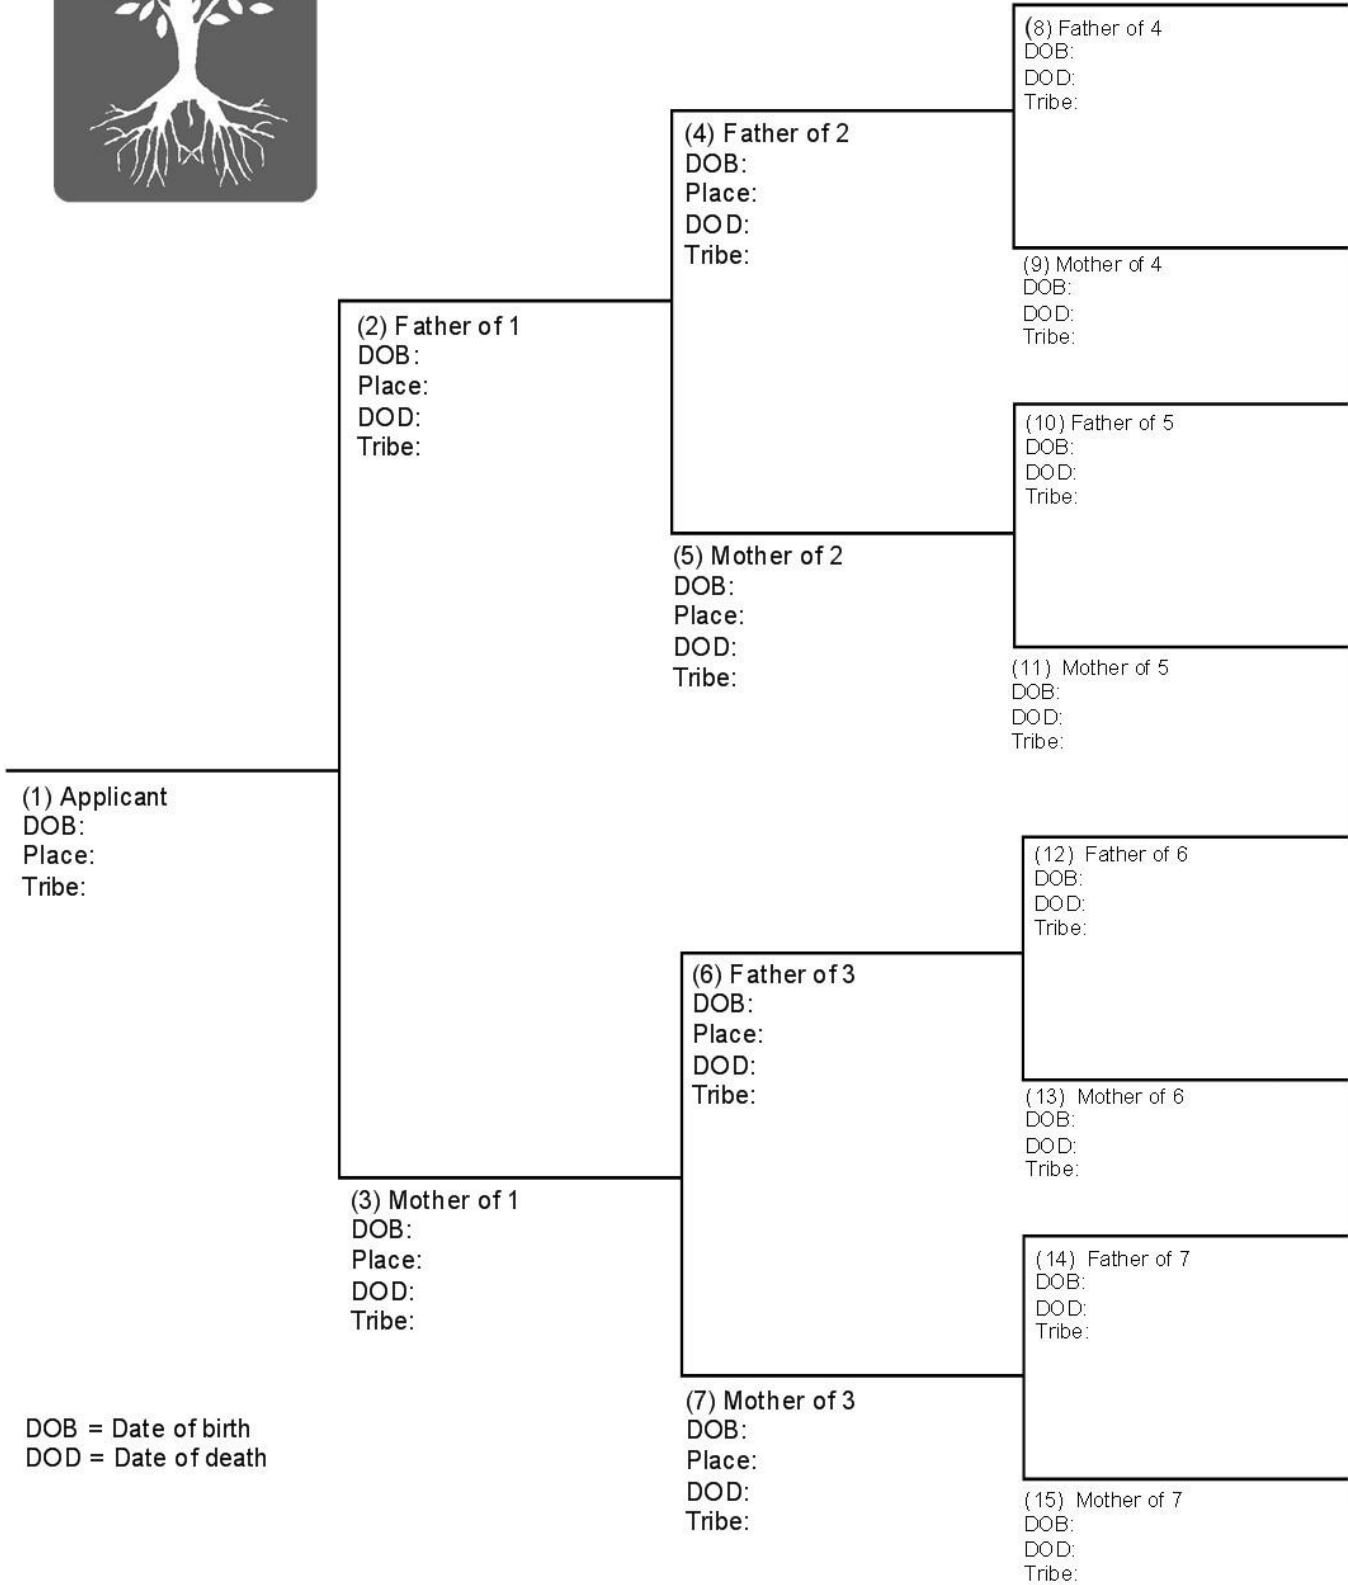 (8) Father of 4
DOB:
DOD:
Tribe:
(4) Father of 2
DOB:
Place:
DOD:
Tribe:
(9) Mother of 4
DOB:
DOD:
Tribe:
(2) Father of 1
DOB:
Place:
DOD:
Tribe:
(10) Father of 5
DOB:
DOD:
Tribe:
(5) Mother of 2
DOB:
Place:
DOD:
Tribe:
(11) Mother of 5
DOB:
DOD:
Tribe:
(1) Applicant
DOB:
Place:
Tribe:
(12) Father of 6
DOB:
DOD:
Tribe:
(6) Father of 3
DOB:
Place:
DOD:
Tribe:
(13) Mother of 6
DOB:
DOD:
Tribe:
(3) Mother of 1
DOB:
Place:
DOD:
Tribe:
(14) Father of 7
DOB:
DOD:
Tribe:
(7) Mother of 3
DOB:
Place:
DOD:
Tribe:
(15) Mother of 7
DOB:
DOD:
Tribe:
DOB = Date of birth
DOD = Date of death